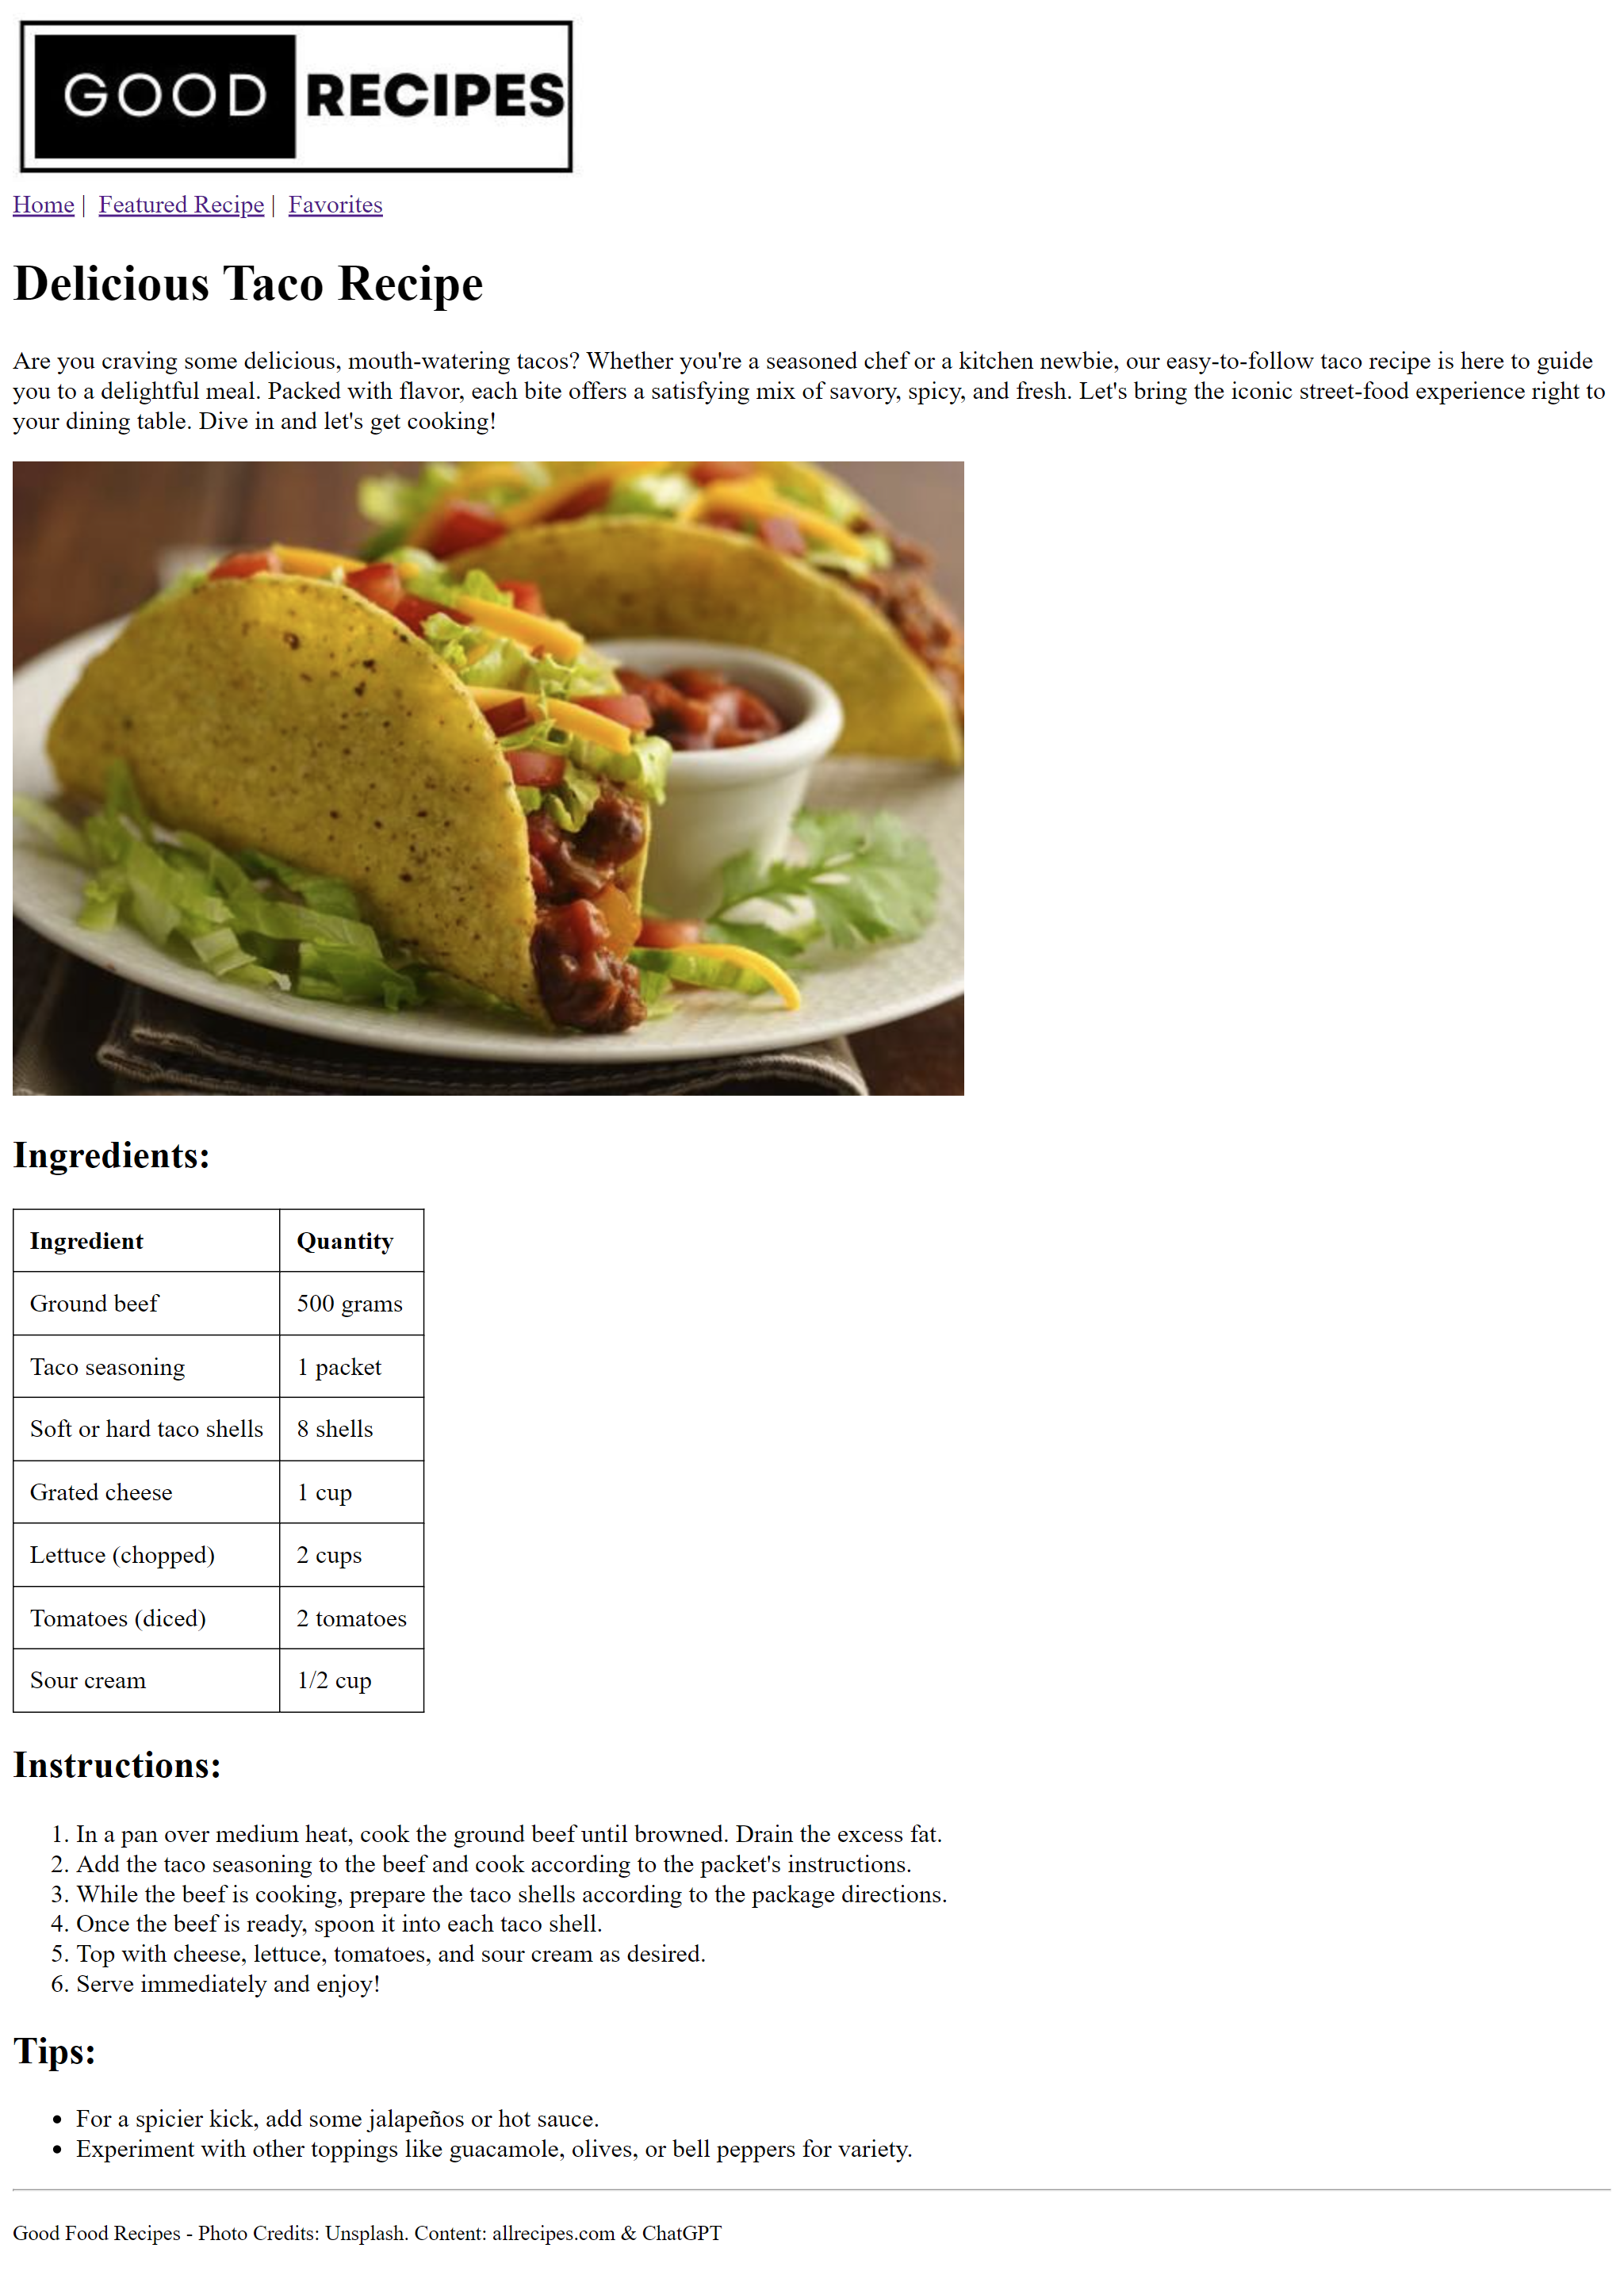 GOOD RECIPES
Home | Featured Recipe | Favorites
Delicious Taco Recipe
Are you craving some delicious, mouth-watering tacos? Whether you're a seasoned chef or a kitchen newbie, our easy-to-follow taco recipe is here to guide
you to a delightful meal. Packed with flavor, each bite offers a satisfying mix of savory, spicy, and fresh. Let's bring the iconic street-food experience right to
your dining table. Dive in and let's get cooking!
Ingredients:
Ingredient Quantity
Ground beef 500 grams
Taco seasoning 1 packet
Soft or hard taco shells 8 shells
Grated cheese 1 cup
Lettuce (chopped) 2 cups
Tomatoes (diced) 2 tomatoes
Sour cream 1/2 cup
Instructions:
1. In a pan over medium heat, cook the ground beef until browned. Drain the excess fat.
2. Add the taco seasoning to the beef and cook according to the packet's instructions.
3. While the beef is cooking, prepare the taco shells according to the package directions.
4. Once the beef is ready, spoon it into each taco shell.
5. Top with cheese, lettuce, tomatoes, and sour cream as desired.
6. Serve immediately and enjoy!
Tips:
• For a spicier kick, add some jalapeños or hot sauce.
• Experiment with other toppings like guacamole, olives, or bell peppers for variety.
Good Food Recipes - Photo Credits: Unsplash. Content: allrecipes.com & ChatGPT